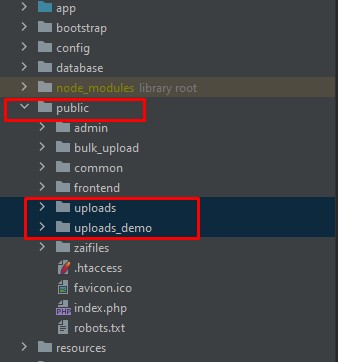 app
bootstrap
config
database
node_modules library root
public
admin
bulk_upload
common
frontend
uploads
uploads_demo
zaifiles
.htaccess
favicon.ico
index.php
robots.txt
resources